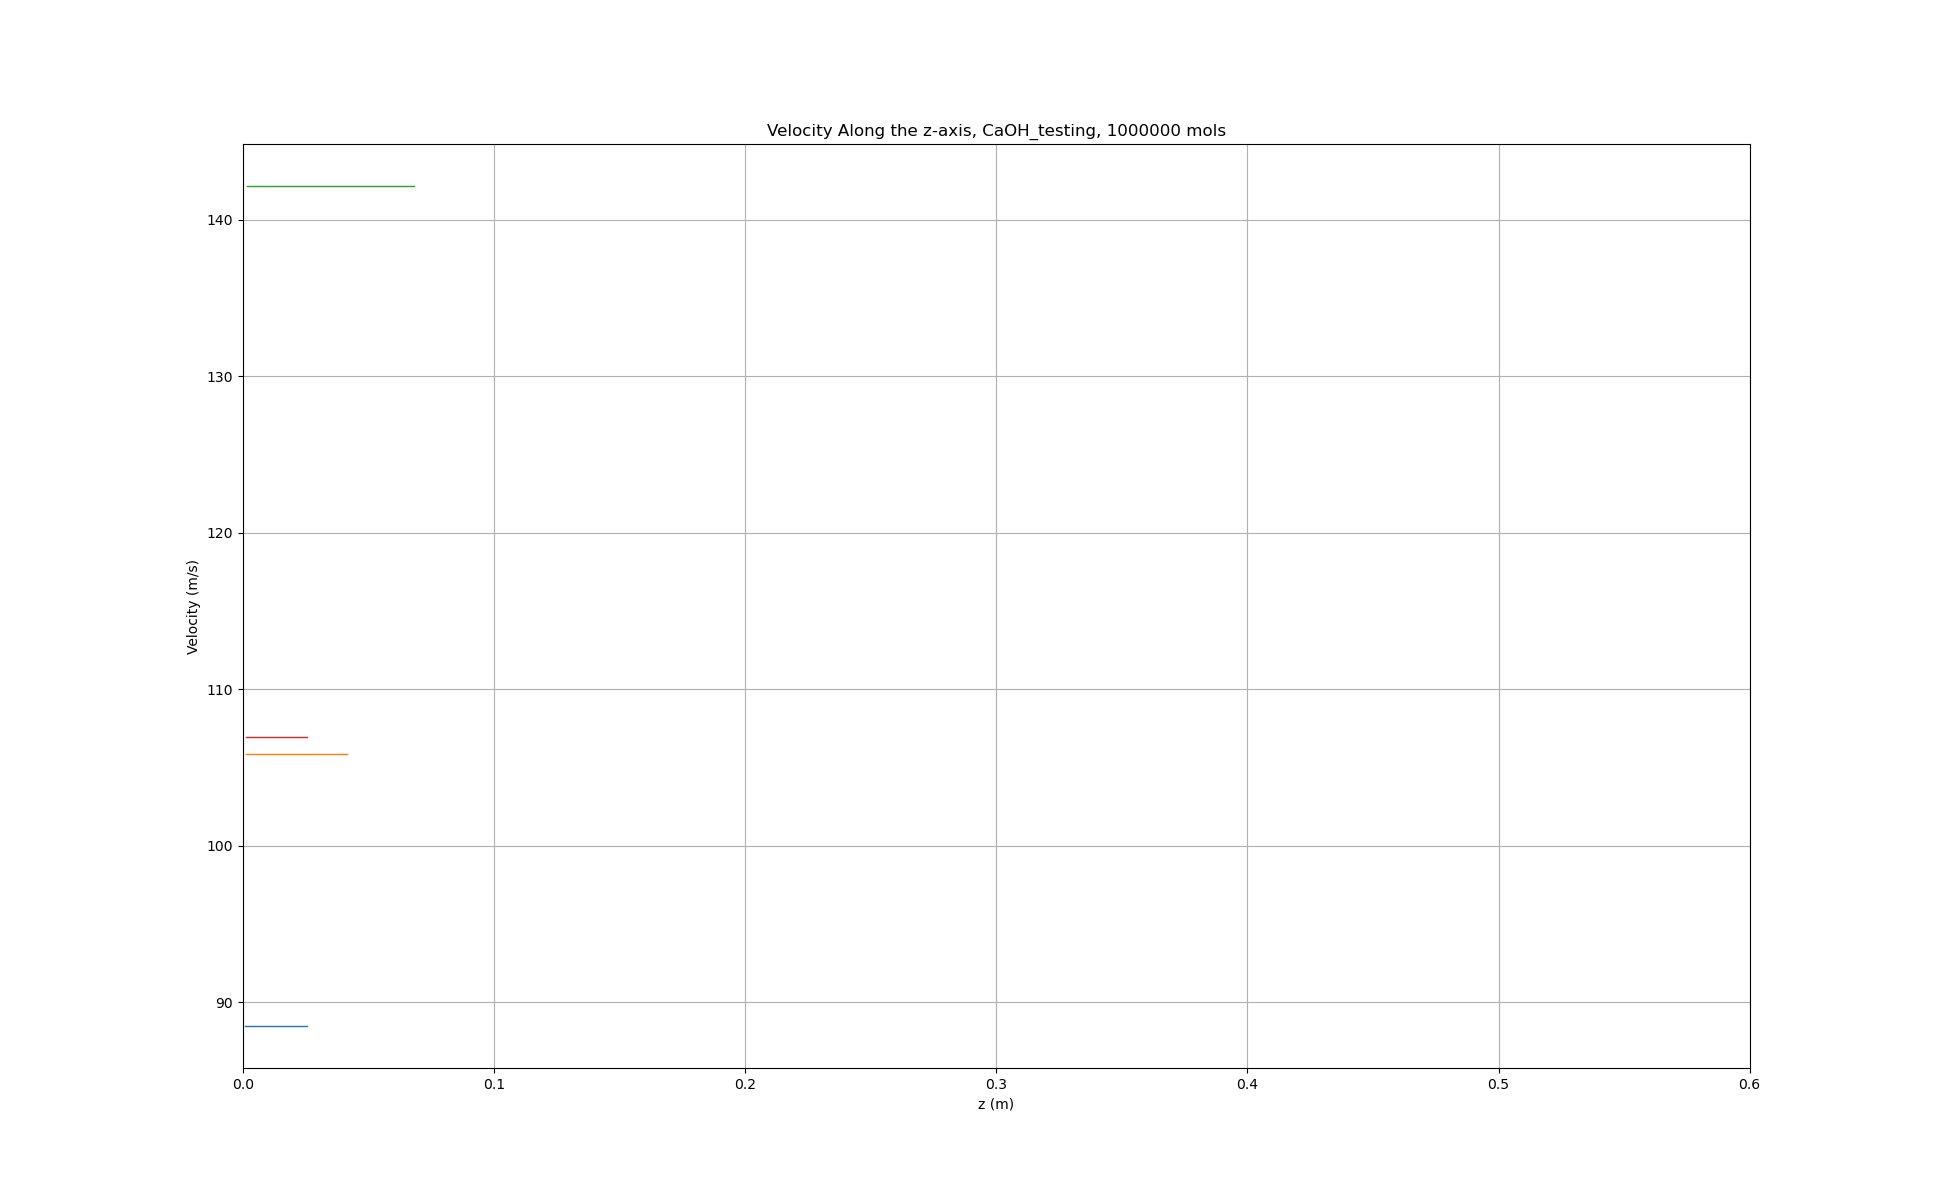 Velocity Along the z-axis, CaOH_testing, 1000000 mols
140
130
120
110
100
90
Velocity (m/s)
0.0 0.1 0.2 0.3 0.4 0.5 0.6
z (m)